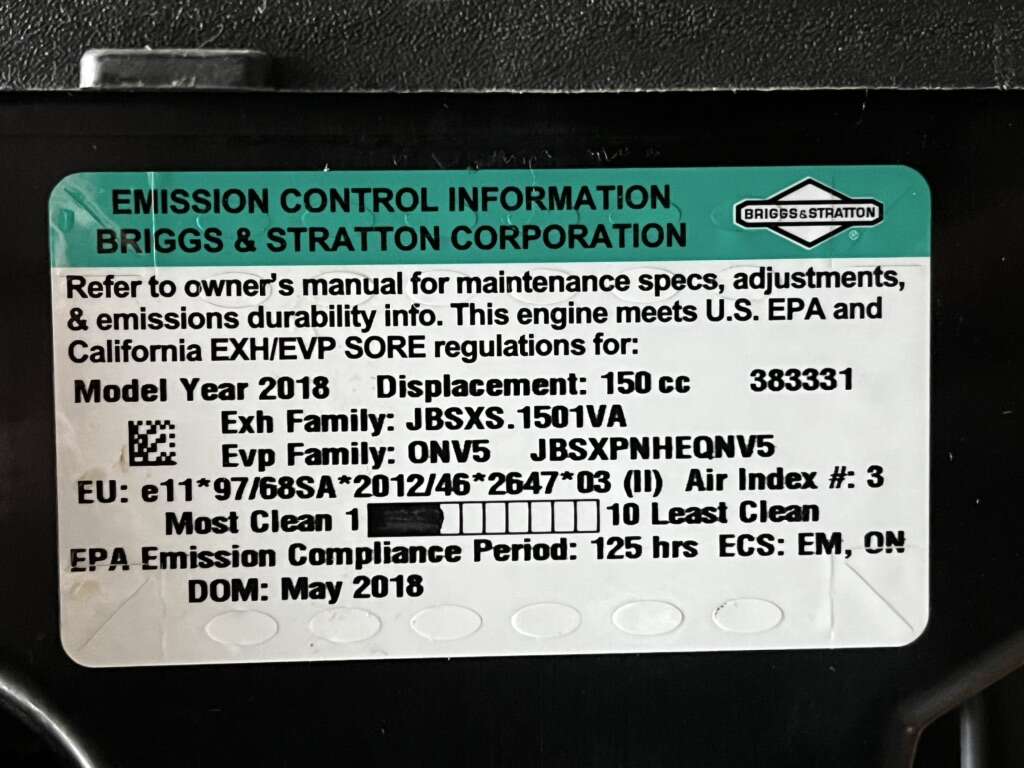 EMISSION CONTROL INFORMATION
BRIGGS & STRATTON CORPORATION
BRIGGS&STRATTON ®
Refer to owner's manual for maintenance specs, adjustments,
& emissions durability info. This engine meets U.S. EPA and
California EXH/EVP SORE regulations for:
Model Year 2018 Displacement: 150 cc 383331
Exh Family: JBSXS.1501VA
Evp Family: ONV5 JBSXPNHEQNV5
EU: e11*97/68SA*2012/46*2647*03 (II) Air Index #: 3
Most Clean 1 10 Least Clean
EPA Emission Compliance Period: 125 hrs ECS: EM, ON
DOM: May 2018